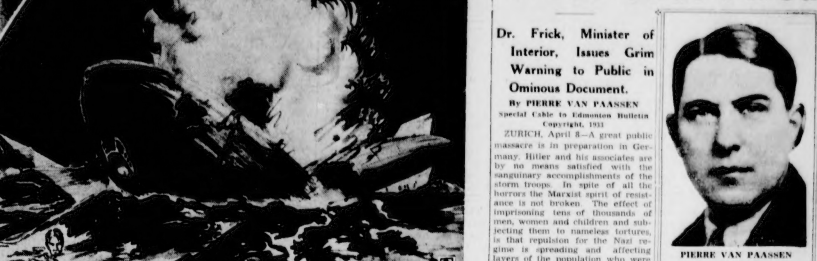 Dr. Frick, Minister of
Interior, Issues Grim
Warning to Public in
Ominous Document.
By PIERRE VAN PAASSEN
Special Cable to Edmonton Bulletin
Copyright, 1933
ZURICH, April 8.—A great public
massacre is in preparation in Ger-
many. Hitler and his associates are
by no means satisfied with the
sanguinary accomplishments of the
storm troops. In spite of all the
horrors the Marxist spirit of resist-
ance is not broken. The effect of
imprisoning tens of thousands of
men, women and children and sub-
jecting them to nameless tortures,
is that repulsion for the Nazi re-
gime is spreading and affecting
layers of the population who were
PIERRE VAN PAASSEN